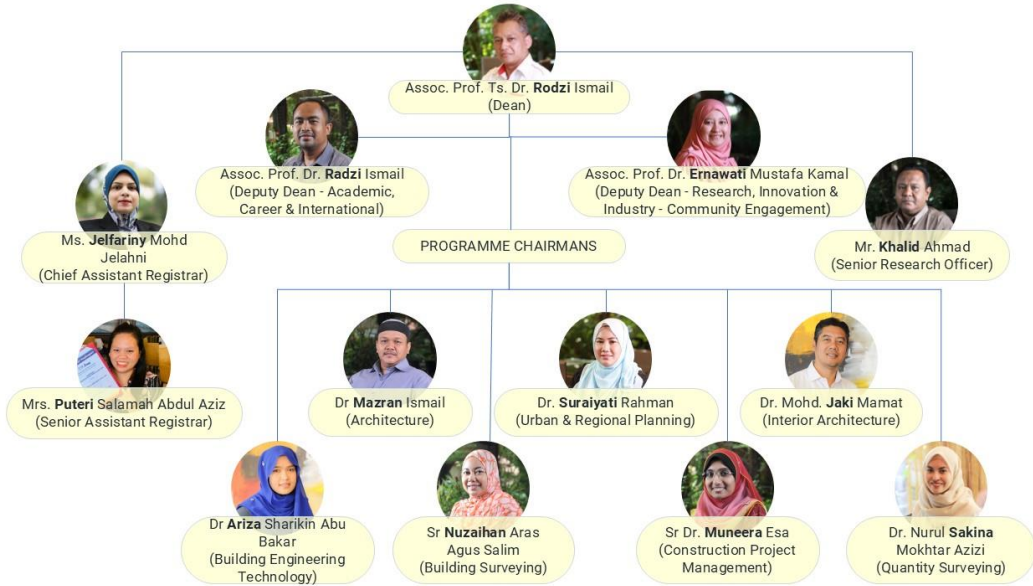 Assoc. Prof. Ts. Dr. Rodzi Ismail
(Dean)
Assoc. Prof. Dr. Radzi Ismail
(Deputy Dean - Academic,
Career & International)
Assoc. Prof. Dr. Ernawati Mustafa Kamal
(Deputy Dean - Research, Innovation &
Industry - Community Engagement)
Ms. Jelfariny Mohd
Jelahni
(Chief Assistant Registrar)
PROGRAMME CHAIRMANS
Mr. Khalid Ahmad
(Senior Research Officer)
Mrs. Puteri Salamah Abdul Aziz
(Senior Assistant Registrar)
Dr Mazran Ismail
(Architecture)
Dr. Suraiyati Rahman
(Urban & Regional Planning)
Dr. Mohd. Jaki Mamat
(Interior Architecture)
Dr Ariza Sharikin Abu
Bakar
(Building Engineering
Technology)
Sr Nuzaihan Aras
Agus Salim
(Building Surveying)
Sr Dr. Muneera Esa
(Construction Project
Management)
Dr. Nurul Sakina
Mokhtar Azizi
(Quantity Surveying)